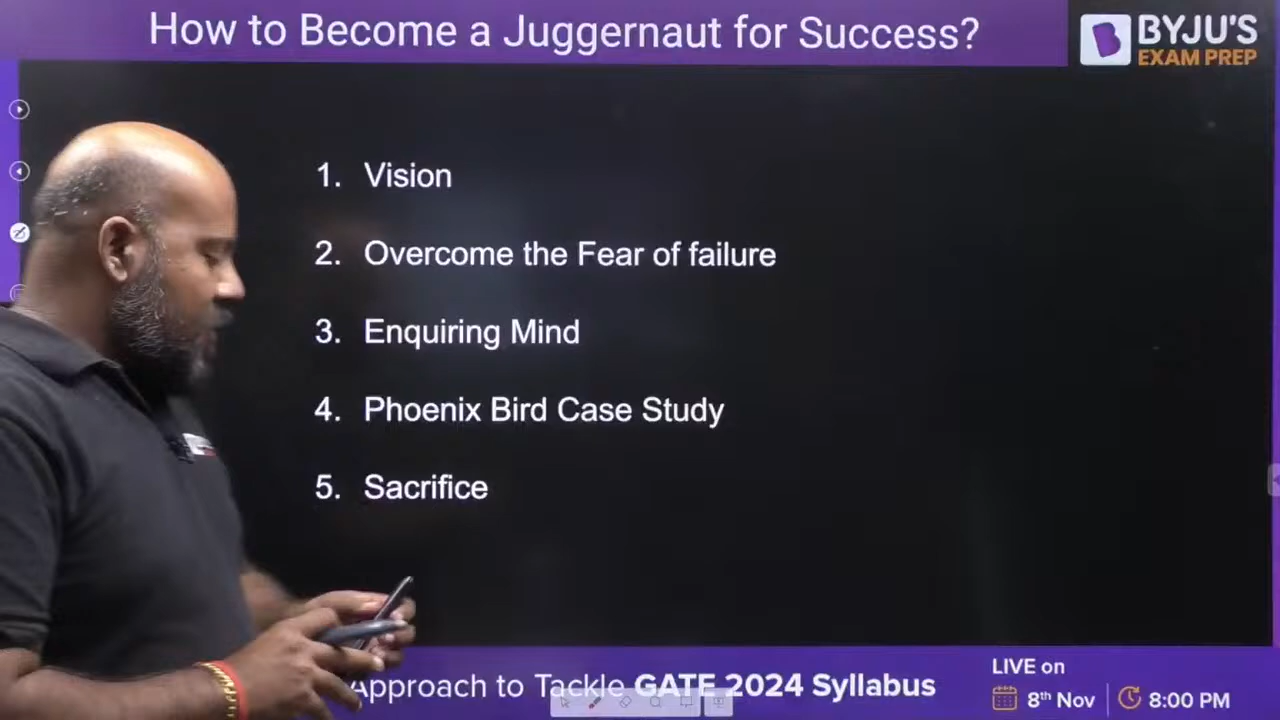 How to Become a Juggernaut for Success?
BYJU'S
EXAM PREP
1. Vision
2. Overcome the Fear of failure
3. Enquiring Mind
4. Phoenix Bird Case Study
5. Sacrifice
Approach to Tackle GATE 2024 Syllabus
LIVE on
8th Nov
8:00 PM